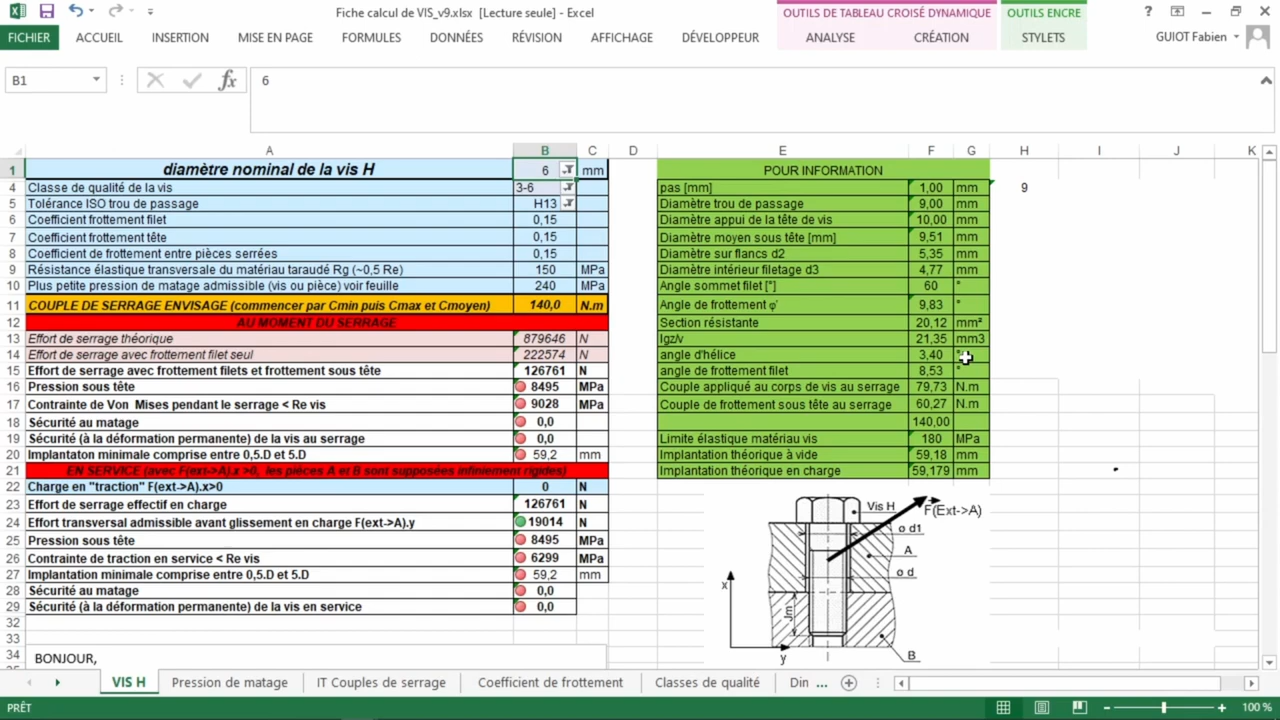 Fiche calcul de VIS_v9.xlsx [Lecture seule] - Excel
OUTILS DE TABLEAU CROISÉ DYNAMIQUE
OUTILS ENCRE
FICHIER ACCUEIL INSERTION MISE EN PAGE FORMULES DONNÉES RÉVISION AFFICHAGE DÉVELOPPEUR ANALYSE CRÉATION STYLETS GUIOT Fabien
B1 fx 6
A B C D E F G H I J K
1 diamètre nominal de la vis H 6 mm POUR INFORMATION
4 Classe de qualité de la vis 3-6 pas [mm] 1,00 mm 9
5 Tolérance ISO trou de passage H13 Diamètre trou de passage 9,00 mm
6 Coefficient frottement filet 0,15 Diamètre appui de la tête de vis 10,00 mm
7 Coefficient frottement tête 0,15 Diamètre moyen sous tête [mm] 9,51 mm
8 Coefficient de frottement entre pièces serrées 0,15 Diamètre sur flancs d2 5,35 mm
9 Résistance élastique transversale du matériau taraudé Rg (~0,5 Re) 150 MPa Diamètre intérieur filetage d3 4,77 mm
10 Plus petite pression de matage admissible (vis ou pièce) voir feuille 240 MPa Angle sommet filet [°] 60 °
11 COUPLE DE SERRAGE ENVISAGE (commencer par Cmin puis Cmax et Cmoyen) 140,0 N.m Angle de frottement φ' 9,83 °
12 AU MOMENT DU SERRAGE Section résistante 20,12 mm²
13 Effort de serrage théorique 879646 N Igz/v 21,35 mm3
14 Effort de serrage avec frottement filet seul 222574 N angle d'hélice 3,40 °
15 Effort de serrage avec frottement filets et frottement sous tête 126761 N angle de frottement filet 8,53 °
16 Pression sous tête 8495 MPa Couple appliqué au corps de vis au serrage 79,73 N.m
17 Contrainte de Von Mises pendant le serrage < Re vis 9028 MPa Couple de frottement sous tête au serrage 60,27 N.m
18 Sécurité au matage 0,0 140,00
19 Sécurité (à la déformation permanente) de la vis au serrage 0,0 Limite élastique matériau vis 180 MPa
20 Implantaton minimale comprise entre 0,5.D et 5.D 59,2 mm Implantation théorique à vide 59,18 mm
21 EN SERVICE (avec F(ext->A).x >0, les pièces A et B sont supposées infiniement rigides) Implantation théorique en charge 59,179 mm
22 Charge en "traction" F(ext->A).x>0 0 N
23 Effort de serrage effectif en charge 126761 N
24 Effort transversal admissible avant glissement en charge F(ext->A).y 19014 N
25 Pression sous tête 8495 MPa
26 Contrainte de traction en service < Re vis 6299 MPa
27 Implantation minimale comprise entre 0,5.D et 5.D 59,2 mm
28 Sécurité au matage 0,0
29 Sécurité (à la déformation permanente) de la vis en service 0,0
32
33
34 BONJOUR,
Vis H
F(Ext->A)
ø d1
A
ø d
x
Jm
y
B
VIS H Pression de matage IT Couples de serrage Coefficient de frottement Classes de qualité Din ...
PRÊT 100 %